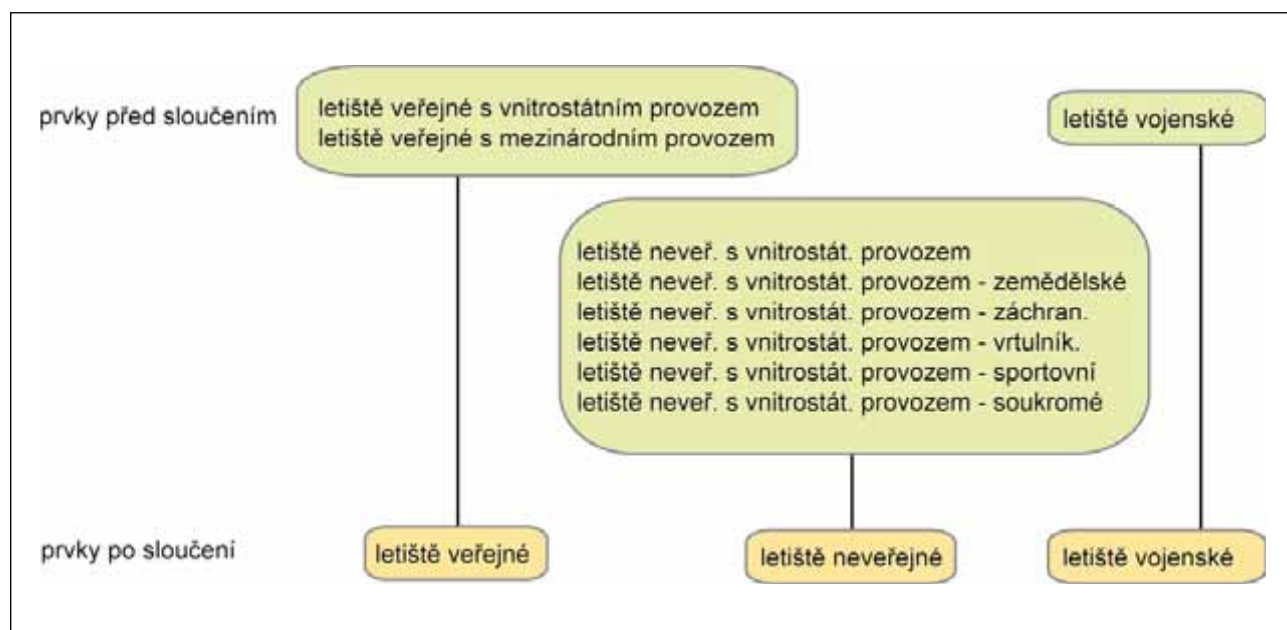 prvky před sloučením
letiště veřejné s vnitrostátním provozem
letiště veřejné s mezinárodním provozem
letiště vojenské
letiště neveř. s vnitrostát. provozem
letiště neveř. s vnitrostát. provozem - zemědělské
letiště neveř. s vnitrostát. provozem - záchran.
letiště neveř. s vnitrostát. provozem - vrtulník.
letiště neveř. s vnitrostát. provozem - sportovní
letiště neveř. s vnitrostát. provozem - soukromé
prvky po sloučení
letiště veřejné
letiště neveřejné
letiště vojenské